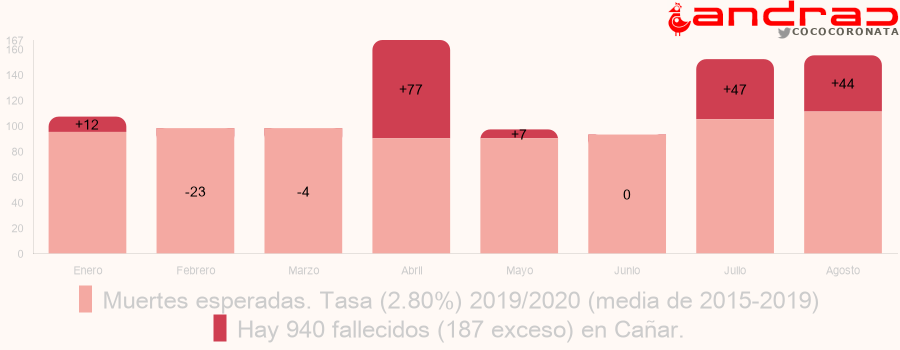 andrab
COCOCORONATA
167
160
140
120
100
80
60
40
20
0
+12
-23
-4
+77
+7
0
+47
+44
Enero
Febrero
Marzo
Abril
Mayo
Junio
Julio
Agosto
Muertes esperadas. Tasa (2.80%) 2019/2020 (media de 2015-2019)
Hay 940 fallecidos (187 exceso) en Cañar.